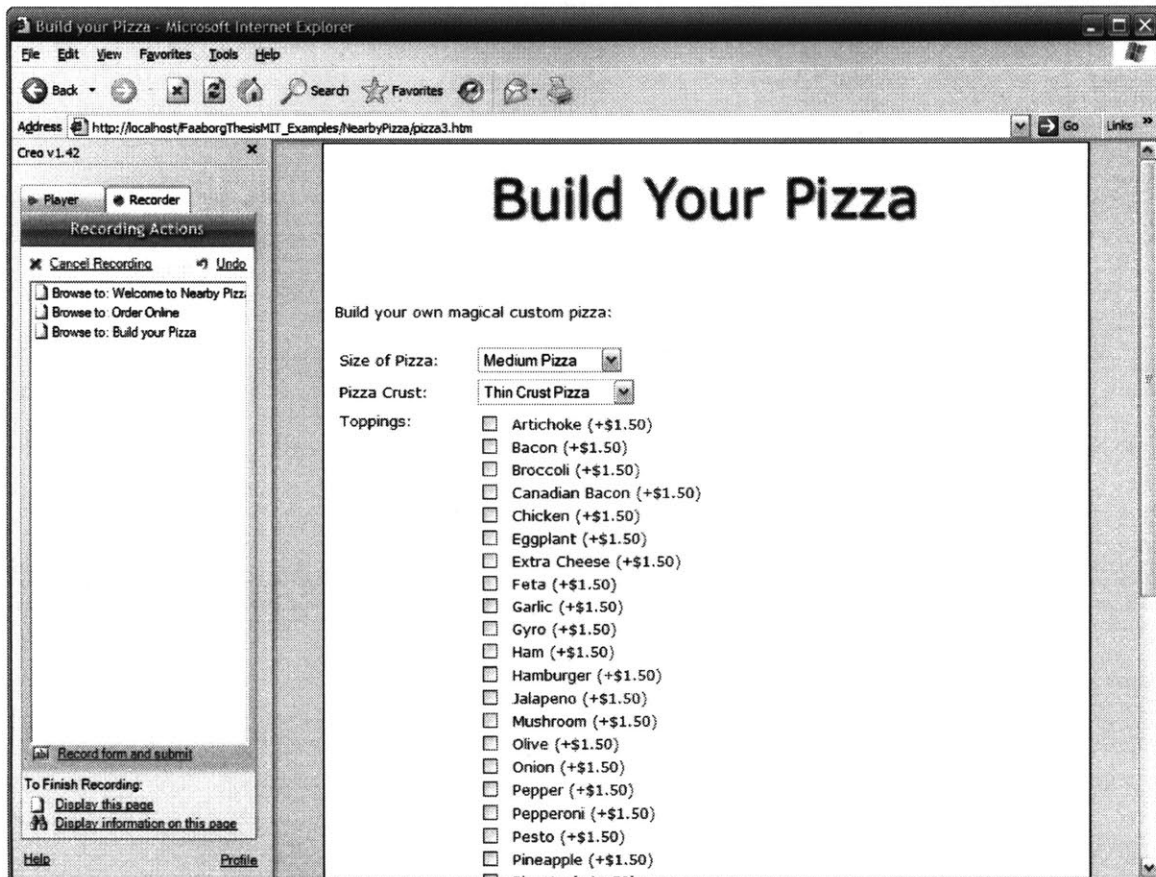 Build your Pizza - Microsoft Internet Explorer
File Edit View Favorites Tools Help
Back Search Favorites
Address http://localhost/FaaborgThesisMIT_Examples/NearbyPizza/pizza3.htm Go Links »
Creo v1.42
Player Recorder
Recording Actions
Cancel Recording Undo
Browse to: Welcome to Nearby Pizz
Browse to: Order Online
Browse to: Build your Pizza
Record form and submit
To Finish Recording:
Display this page
Display information on this page
Help Profile
Build Your Pizza
Build your own magical custom pizza:
Size of Pizza: Medium Pizza
Pizza Crust: Thin Crust Pizza
Toppings: Artichoke (+$1.50)
Bacon (+$1.50)
Broccoli (+$1.50)
Canadian Bacon (+$1.50)
Chicken (+$1.50)
Eggplant (+$1.50)
Extra Cheese (+$1.50)
Feta (+$1.50)
Garlic (+$1.50)
Gyro (+$1.50)
Ham (+$1.50)
Hamburger (+$1.50)
Jalapeno (+$1.50)
Mushroom (+$1.50)
Olive (+$1.50)
Onion (+$1.50)
Pepper (+$1.50)
Pepperoni (+$1.50)
Pesto (+$1.50)
Pineapple (+$1.50)